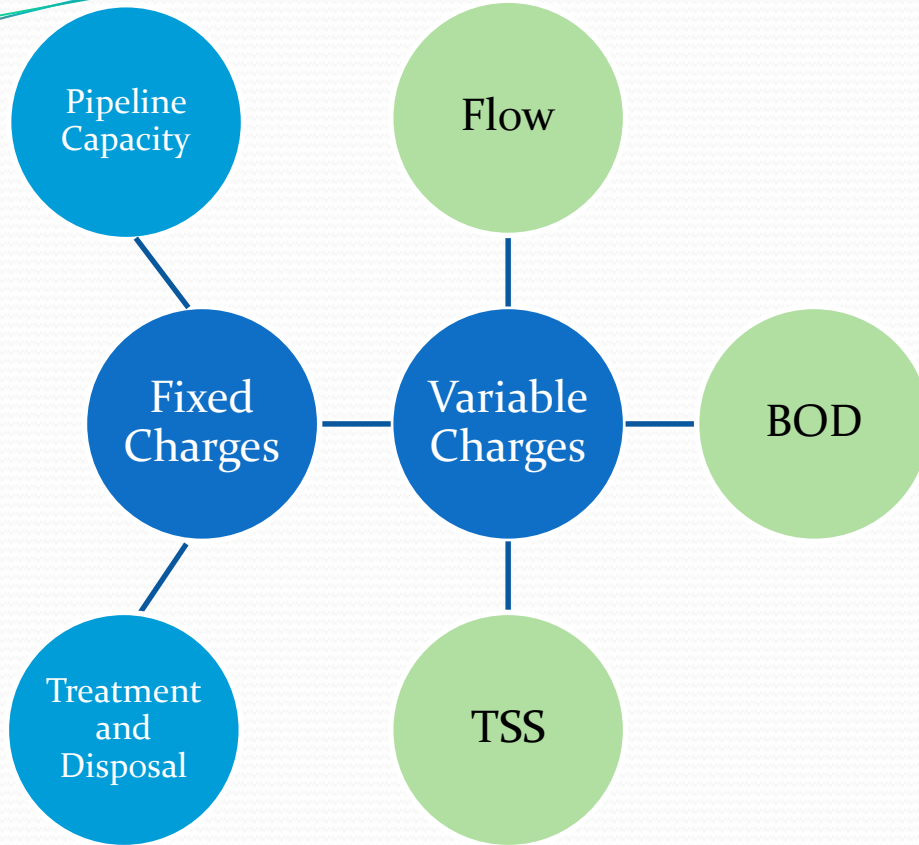 Pipeline
Capacity
Flow
Fixed
Charges
Variable
Charges
BOD
Treatment
and
Disposal
TSS